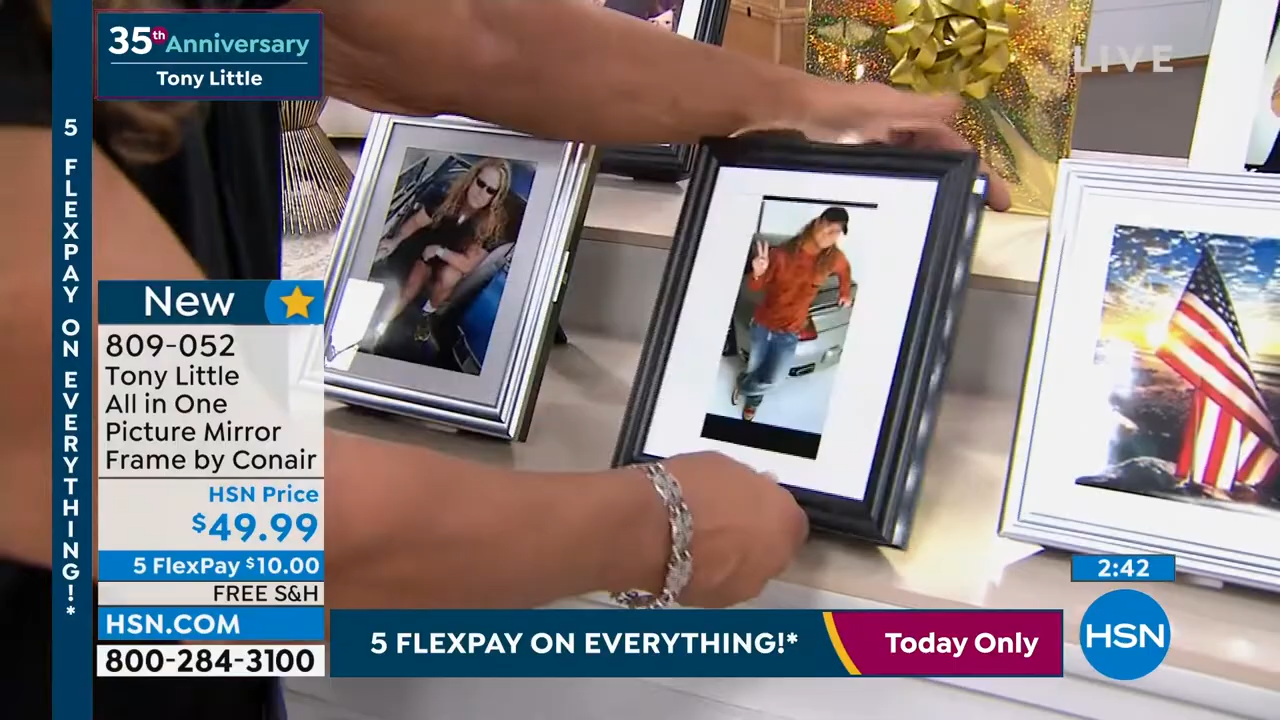 35th Anniversary
Tony Little
LIVE
5 FLEXPAY ON EVERYTHING!*
New
809-052
Tony Little
All in One
Picture Mirror
Frame by Conair
HSN Price
$49.99
5 FlexPay $10.00
FREE S&H
HSN.COM
800-284-3100
5 FLEXPAY ON EVERYTHING!*
Today Only
2:42
HSN